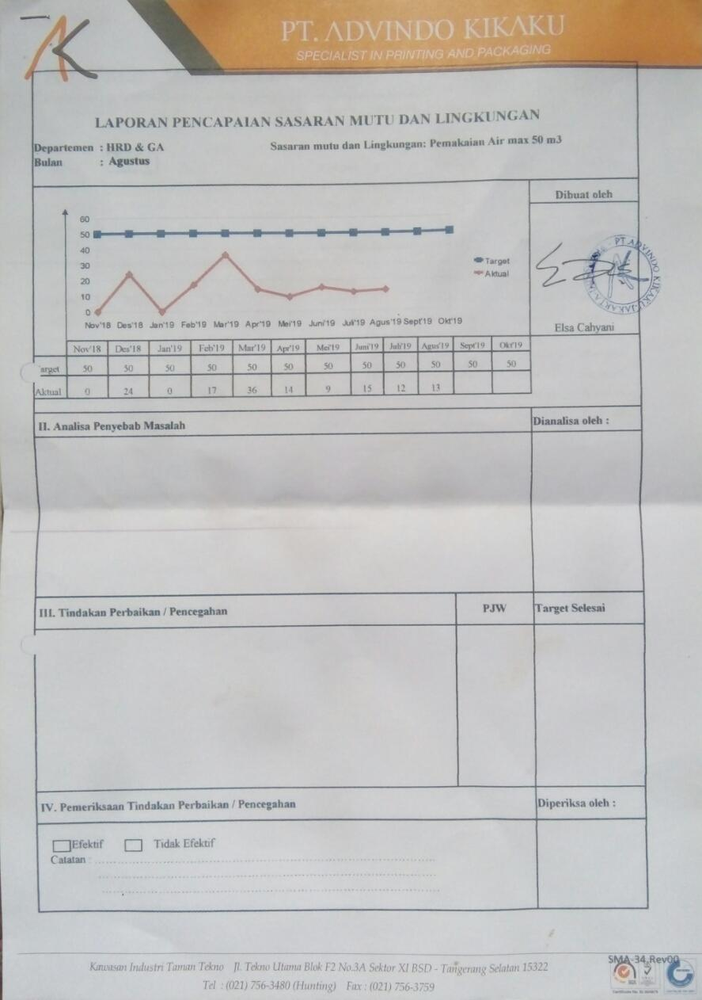 PT. ADVINDO KIKAKU
SPECIALIST IN PRINTING AND PACKAGING
LAPORAN PENCAPAIAN SASARAN MUTU DAN LINGKUNGAN
Departemen : HRD & GA
Sasaran mutu dan Lingkungan: Pemakaian Air max 50 m3
Bulan : Agustus
Dibuat oleh
60
50
40
30
20
10
0
Target
Aktual
Nov'18 Des'18 Jan'19 Feb'19 Mar'19 Apr'19 Mei'19 Juni'19 Juli'19 Agus'19 Sept'19 Okt'19
PT. ADVINDO KIKAKU-JAKARTA
Elsa Cahyani
Nov'18 Des'18 Jan'19 Feb'19 Mar'19 Apr'19 Mei'19 Juni'19 Juli'19 Agus'19 Sept'19 Okt'19
Target 50 50 50 50 50 50 50 50 50 50 50 50
Aktual 0 24 0 17 36 14 9 15 12 13
II. Analisa Penyebab Masalah
Dianalisa oleh :
III. Tindakan Perbaikan / Pencegahan
PJW
Target Selesai
IV. Pemeriksaan Tindakan Perbaikan / Pencegahan
Diperiksa oleh :
Efektif Tidak Efektif
Catatan :
SMA-34,Rev00
Kawasan Industri Taman Tekno Jl. Tekno Utama Blok F2 No.3A Sektor XI BSD - Tangerang Selatan 15322
Tel : (021) 756-3480 (Hunting) Fax : (021) 756-3759